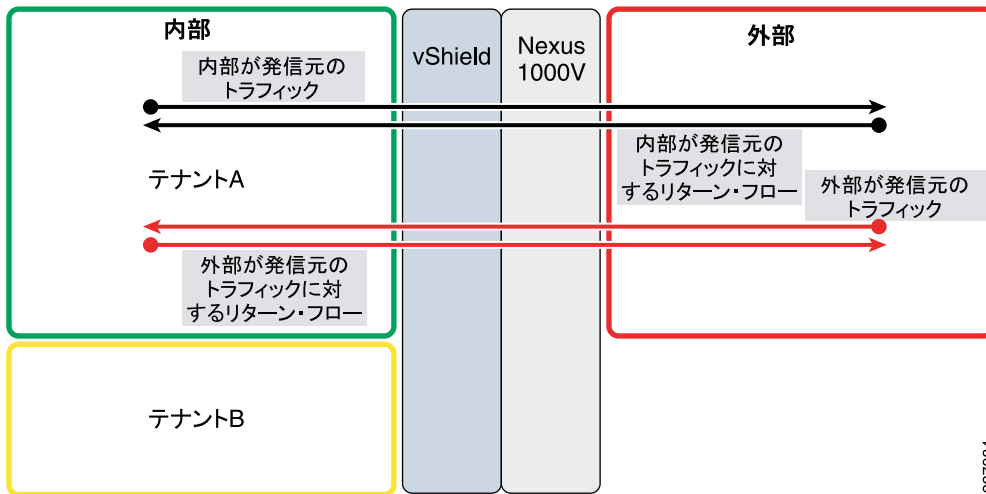 内部
内部が発信元の
トラフィック
vShield
Nexus
1000V
外部
内部が発信元の
トラフィックに対
するリターン・フロー
テナントA
外部が発信元の
トラフィック
外部が発信元の
トラフィックに対
するリターン・フロー
テナントB